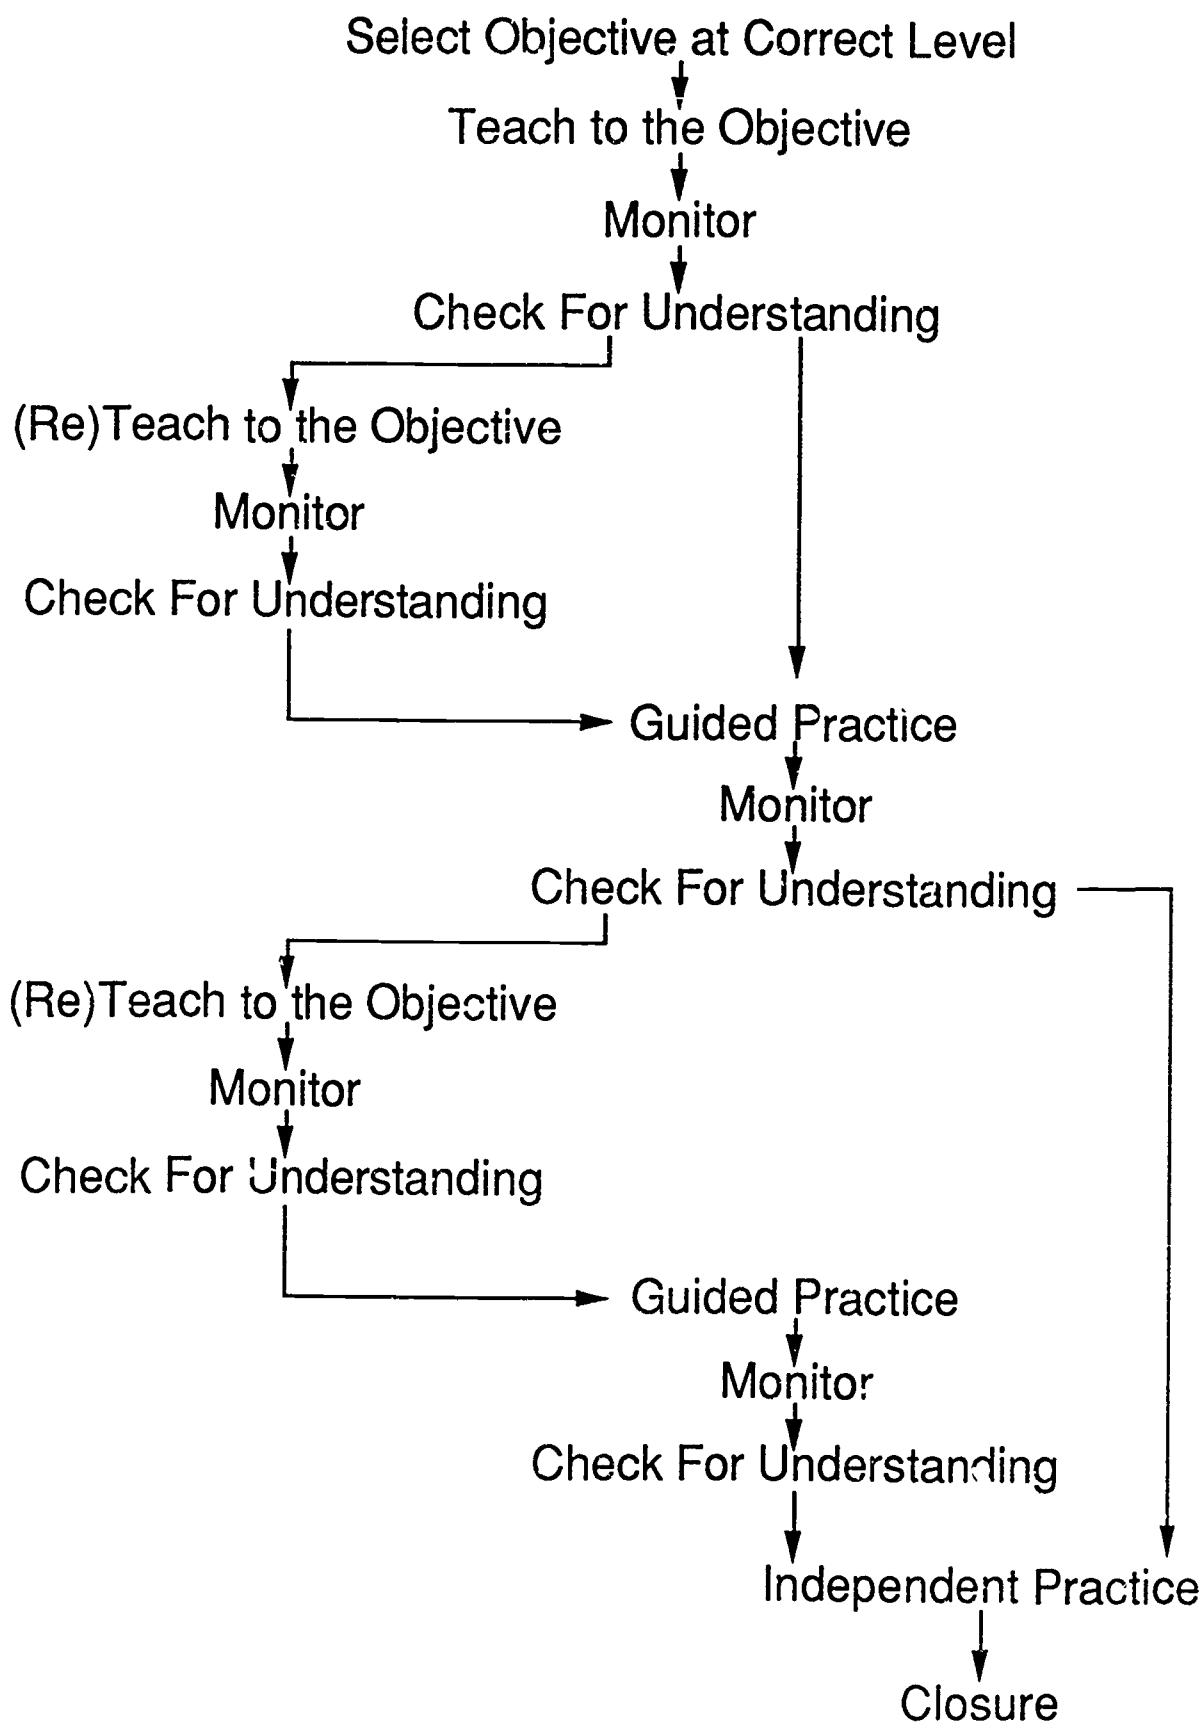 Select Objective at Correct Level
Teach to the Objective
Monitor
Check For Understanding
(Re)Teach to the Objective
Monitor
Check For Understanding
Guided Practice
Monitor
Check For Understanding
(Re)Teach to the Objective
Monitor
Check For Understanding
Guided Practice
Monitor
Check For Understanding
Independent Practice
Closure